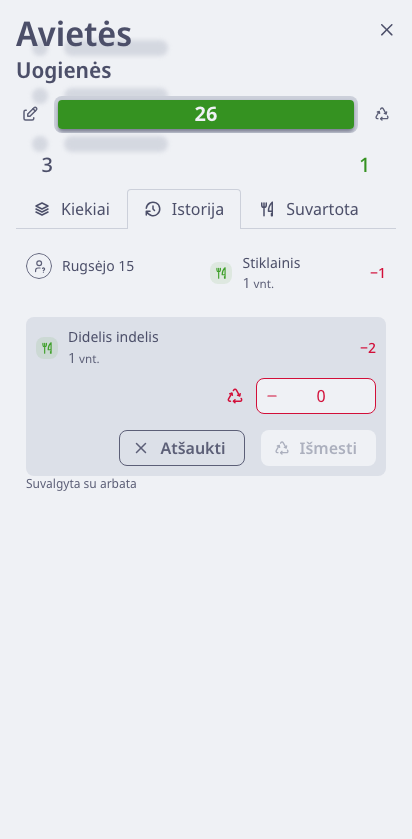 Avietės
Uogienės
26
3
1
Kiekiai
Istorija
Suvartota
Rugsėjo 15
Stiklainis
1 vnt.
−1
Didelis indelis
1 vnt.
−2
− 0
Atšaukti
Išmesti
Suvalgyta su arbata